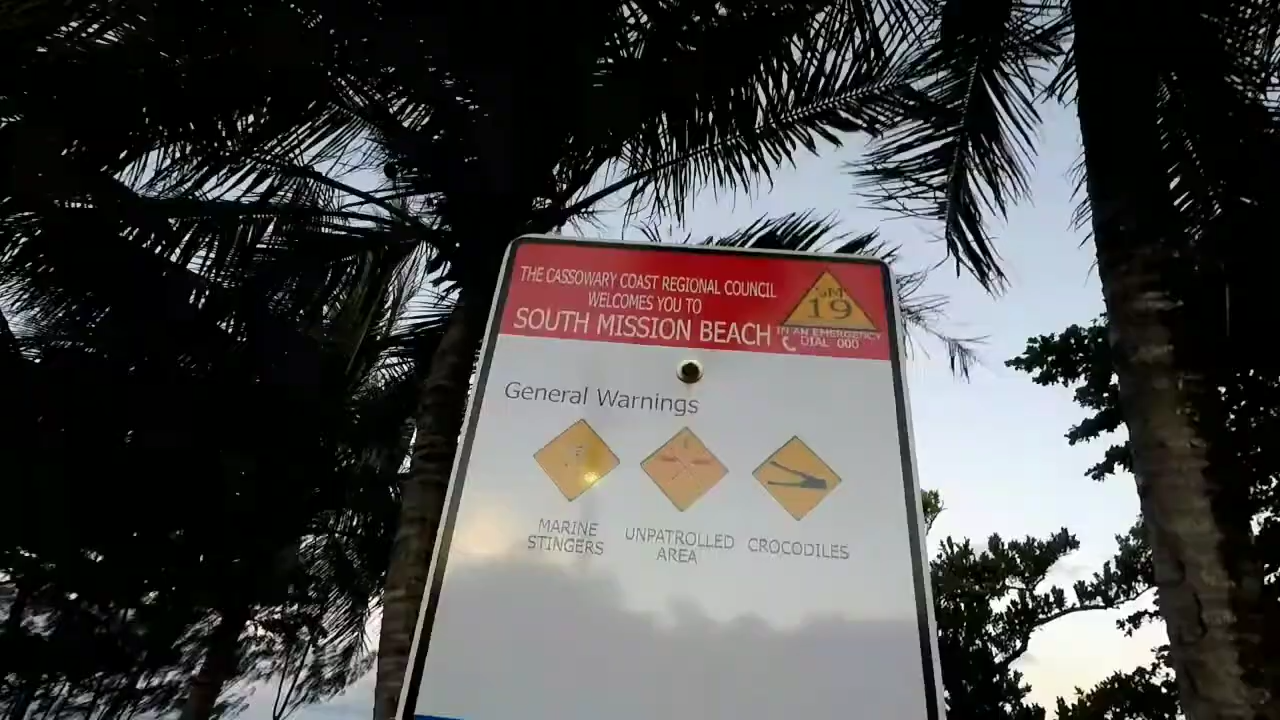 THE CASSOWARY COAST REGIONAL COUNCIL
WELCOMES YOU TO
SOUTH MISSION BEACH
SM
19
IN AN EMERGENCY
DIAL 000
General Warnings
MARINE
STINGERS
UNPATROLLED
AREA
CROCODILES